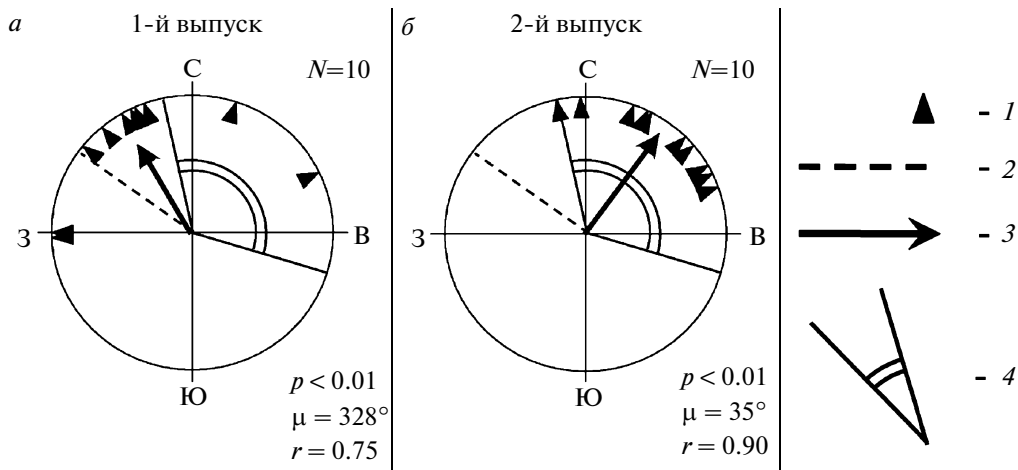 а 1-й выпуск
С
N=10
З
В
Ю
p < 0.01
μ = 328°
r = 0.75
б 2-й выпуск
С
N=10
З
В
Ю
p < 0.01
μ = 35°
r = 0.90
- 1
- 2
- 3
- 4